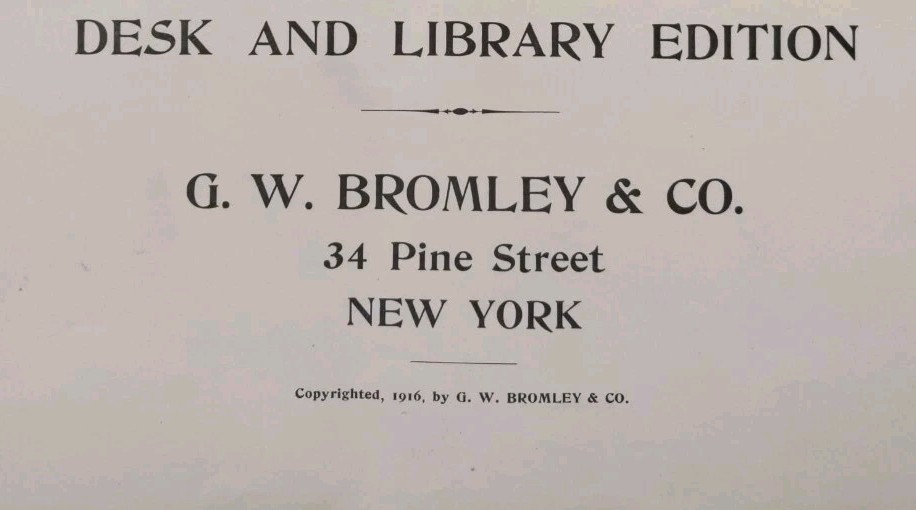 DESK AND LIBRARY EDITION
G. W. BROMLEY & CO.
34 Pine Street
NEW YORK
Copyrighted, 1916, by G. W. BROMLEY & CO.